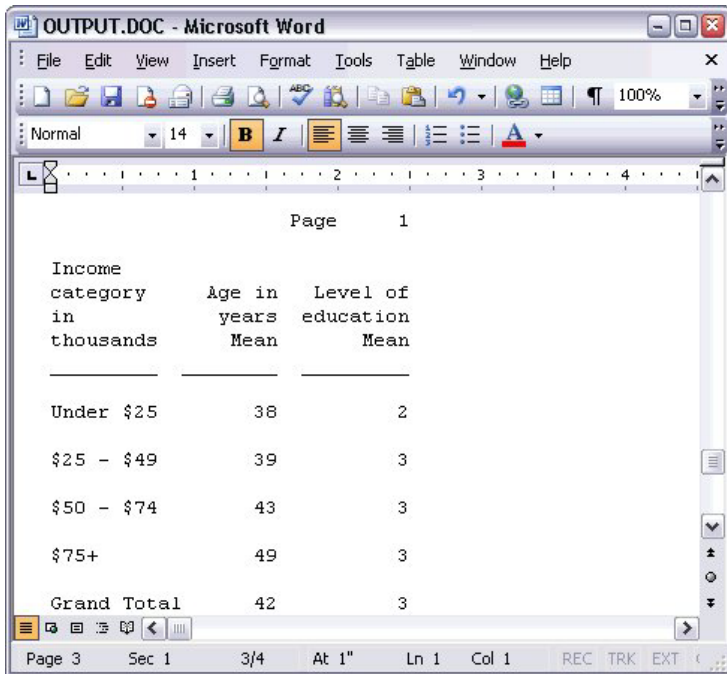 OUTPUT.DOC - Microsoft Word
File Edit View Insert Format Tools Table Window Help
100%
Normal 14 B I A
1 2 3 4
Page 1
Income
category Age in Level of
in years education
thousands Mean Mean
Under $25 38 2
$25 - $49 39 3
$50 - $74 43 3
$75+ 49 3
Grand Total 42 3
Page 3 Sec 1 3/4 At 1" Ln 1 Col 1 REC TRK EXT